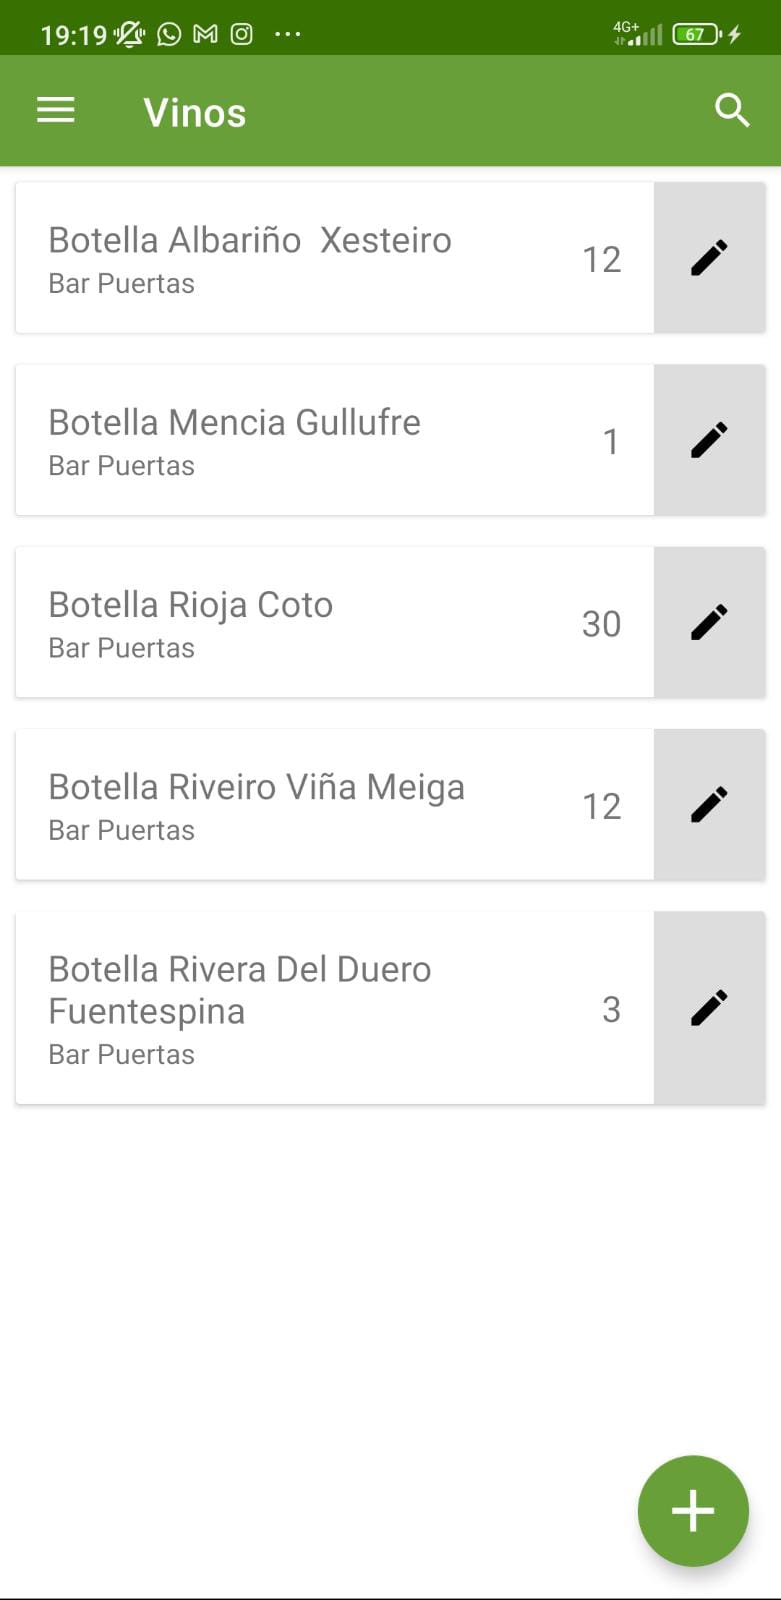 19:19 ... 4G+ 67
Vinos
Botella Albariño  Xesteiro
Bar Puertas
12
Botella Mencia Gullufre
Bar Puertas
1
Botella Rioja Coto
Bar Puertas
30
Botella Riveiro Viña Meiga
Bar Puertas
12
Botella Rivera Del Duero
Fuentespina
Bar Puertas
3